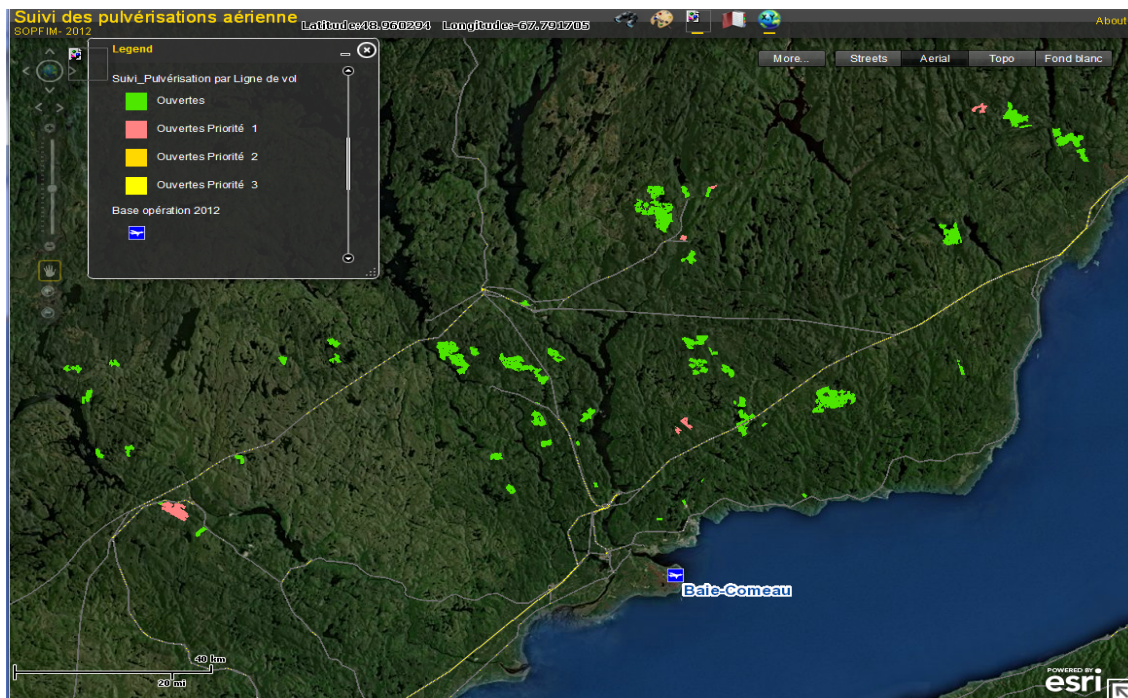 Suivi des pulvérisations aérienne
SOPFIM- 2012
Latitude:48.960294 Longitude:-67.791705
About
Legend
More...
Streets
Aerial
Topo
Fond blanc
Suivi_Pulvérisation par Ligne de vol
Ouvertes
Ouvertes Priorité 1
Ouvertes Priorité 2
Ouvertes Priorité 3
Base opération 2012
Baie-Comeau
40 km
20 mi
POWERED BY
esri